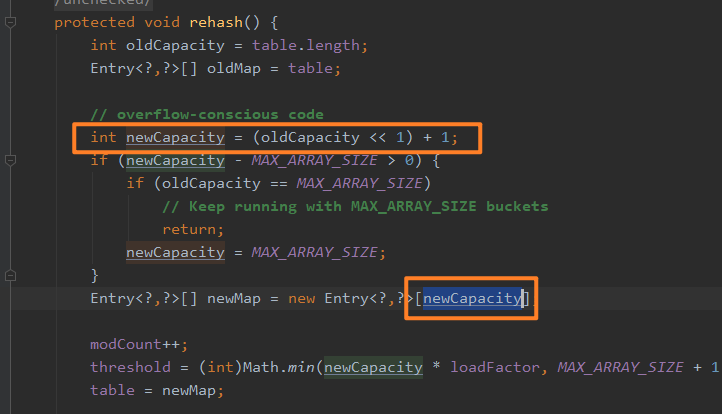 /unchecked/
protected void rehash() {
int oldCapacity = table.length;
Entry<?,?>[] oldMap = table;
// overflow-conscious code
int newCapacity = (oldCapacity << 1) + 1;
if (newCapacity - MAX_ARRAY_SIZE > 0) {
if (oldCapacity == MAX_ARRAY_SIZE)
// Keep running with MAX_ARRAY_SIZE buckets
return;
newCapacity = MAX_ARRAY_SIZE;
}
Entry<?,?>[] newMap = new Entry<?,?>[newCapacity];
modCount++;
threshold = (int)Math.min(newCapacity * loadFactor, MAX_ARRAY_SIZE + 1
table = newMap;